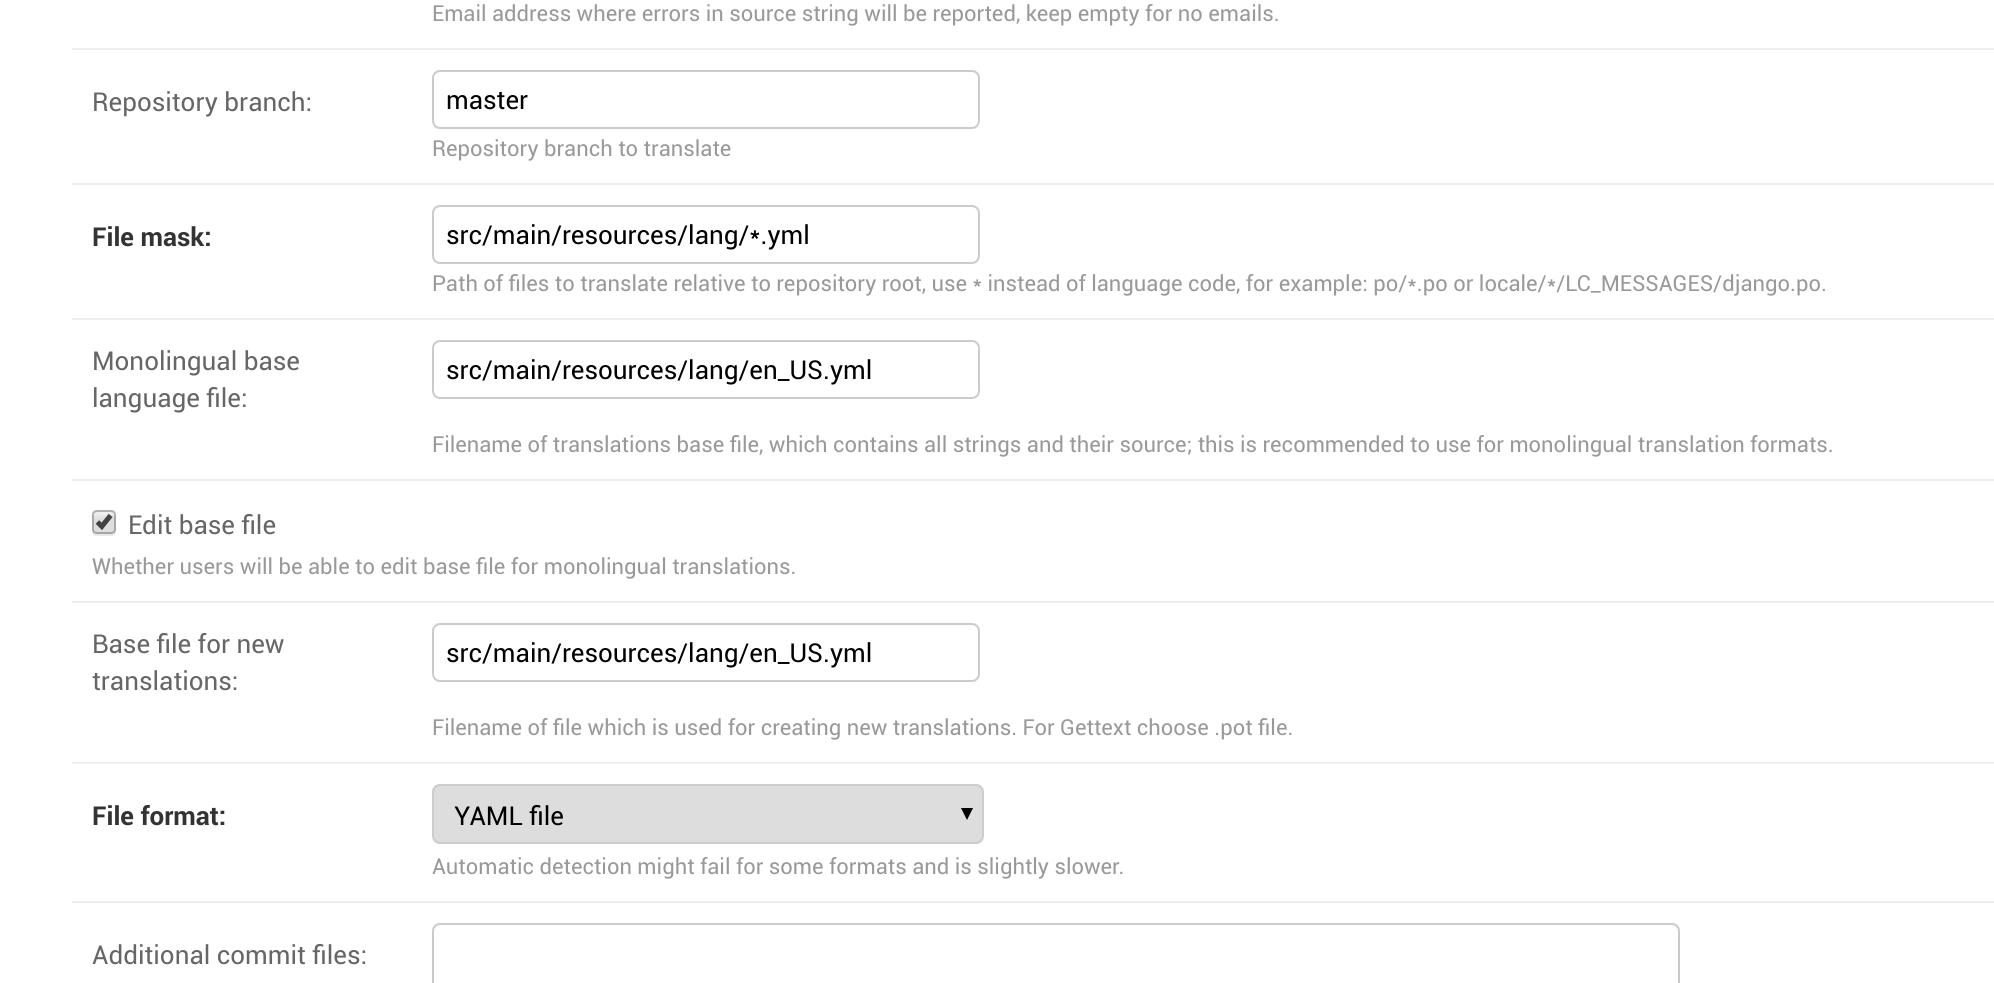 Email address where errors in source string will be reported, keep empty for no emails.
Repository branch:
master
Repository branch to translate
File mask:
src/main/resources/lang/*.yml
Path of files to translate relative to repository root, use * instead of language code, for example: po/*.po or locale/*/LC_MESSAGES/django.po.
Monolingual base
language file:
src/main/resources/lang/en_US.yml
Filename of translations base file, which contains all strings and their source; this is recommended to use for monolingual translation formats.
Edit base file
Whether users will be able to edit base file for monolingual translations.
Base file for new
translations:
src/main/resources/lang/en_US.yml
Filename of file which is used for creating new translations. For Gettext choose .pot file.
File format:
YAML file
Automatic detection might fail for some formats and is slightly slower.
Additional commit files: